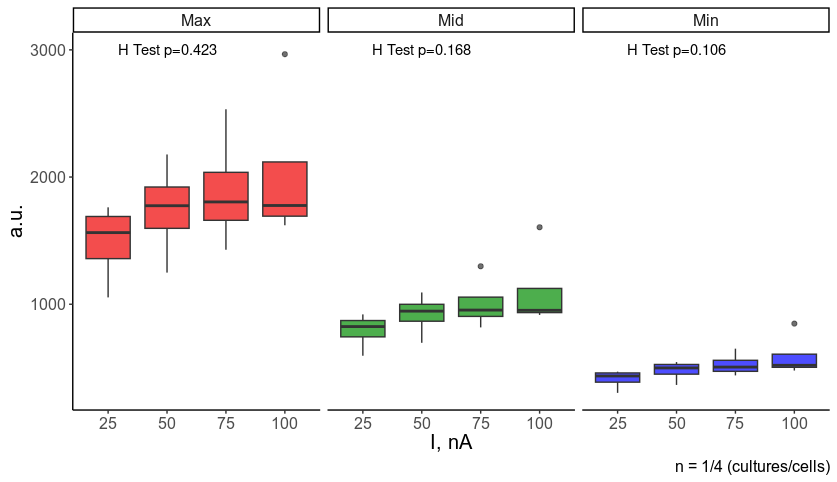 Max Mid Min
H Test p=0.423 H Test p=0.168 H Test p=0.106
3000
2000
1000
a.u.
25 50 75 100 25 50 75 100 25 50 75 100
I, nA
n = 1/4 (cultures/cells)